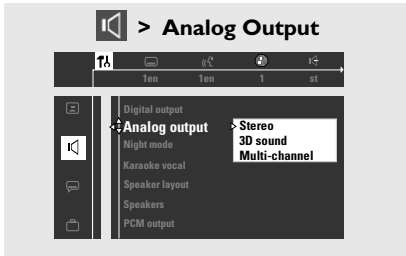 > Analog Output
1en 1en 1 st
Digital output
Analog output
Night mode
Karaoke vocal
Speaker layout
Speakers
PCM output
Stereo
3D sound
Multi-channel